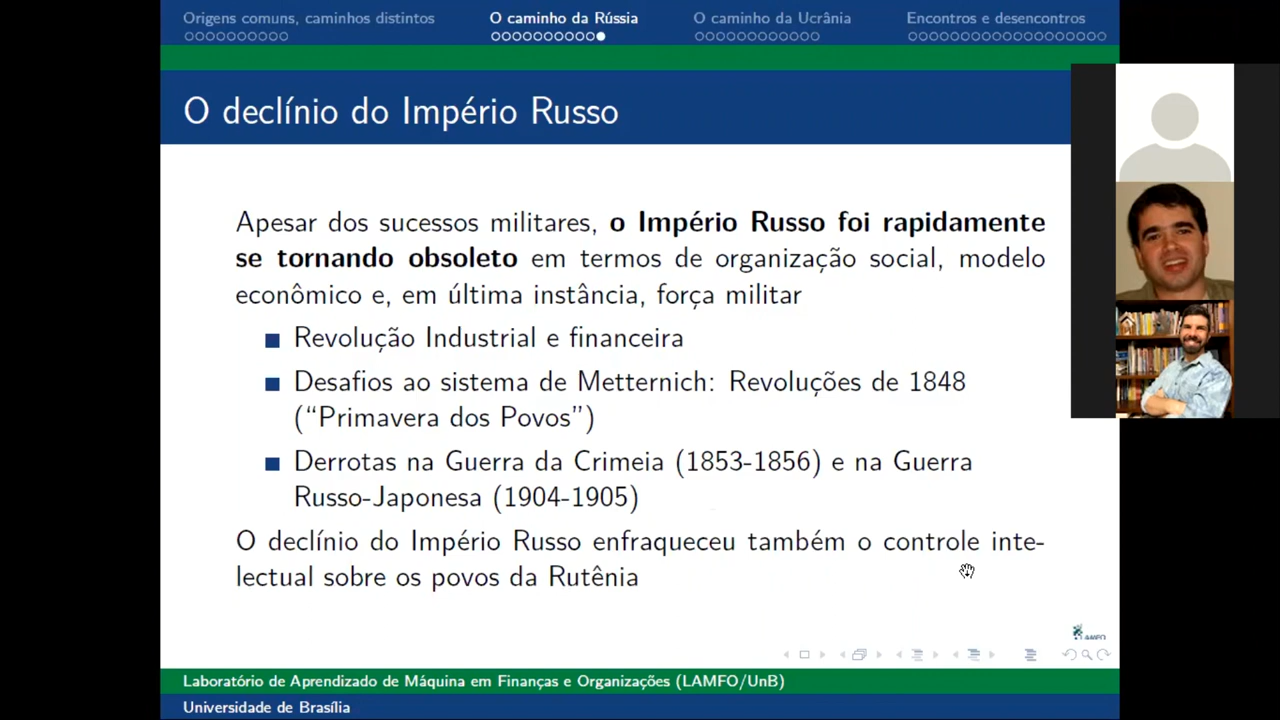 Origens comuns, caminhos distintos
O caminho da Rússia
O caminho da Ucrânia
Encontros e desencontros
O declínio do Império Russo
Apesar dos sucessos militares, o Império Russo foi rapidamente
se tornando obsoleto em termos de organização social, modelo
econômico e, em última instância, força militar
Revolução Industrial e financeira
Desafios ao sistema de Metternich: Revoluções de 1848
(“Primavera dos Povos”)
Derrotas na Guerra da Crimeia (1853-1856) e na Guerra
Russo-Japonesa (1904-1905)
O declínio do Império Russo enfraqueceu também o controle inte-
lectual sobre os povos da Rutênia
LAMFO
Laboratório de Aprendizado de Máquina em Finanças e Organizações (LAMFO/UnB)
Universidade de Brasília